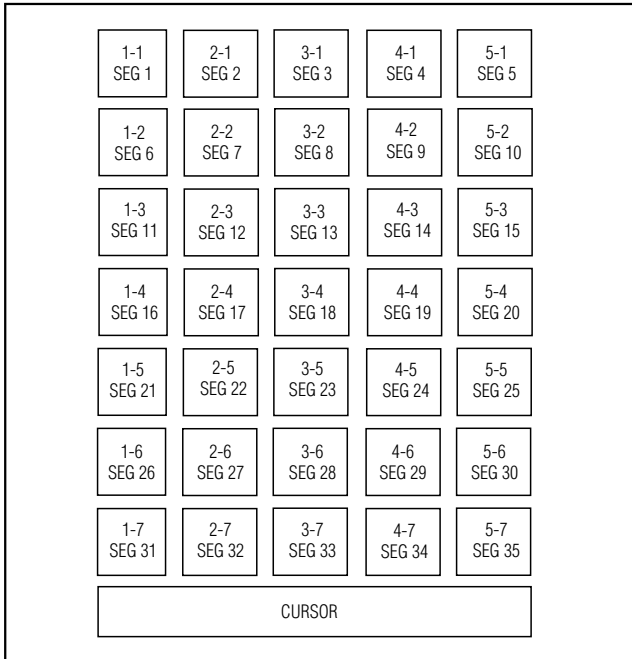 1-1 2-1 3-1 4-1 5-1
SEG 1 SEG 2 SEG 3 SEG 4 SEG 5
1-2 2-2 3-2 4-2 5-2
SEG 6 SEG 7 SEG 8 SEG 9 SEG 10
1-3 2-3 3-3 4-3 5-3
SEG 11 SEG 12 SEG 13 SEG 14 SEG 15
1-4 2-4 3-4 4-4 5-4
SEG 16 SEG 17 SEG 18 SEG 19 SEG 20
1-5 2-5 3-5 4-5 5-5
SEG 21 SEG 22 SEG 23 SEG 24 SEG 25
1-6 2-6 3-6 4-6 5-6
SEG 26 SEG 27 SEG 28 SEG 29 SEG 30
1-7 2-7 3-7 4-7 5-7
SEG 31 SEG 32 SEG 33 SEG 34 SEG 35
CURSOR